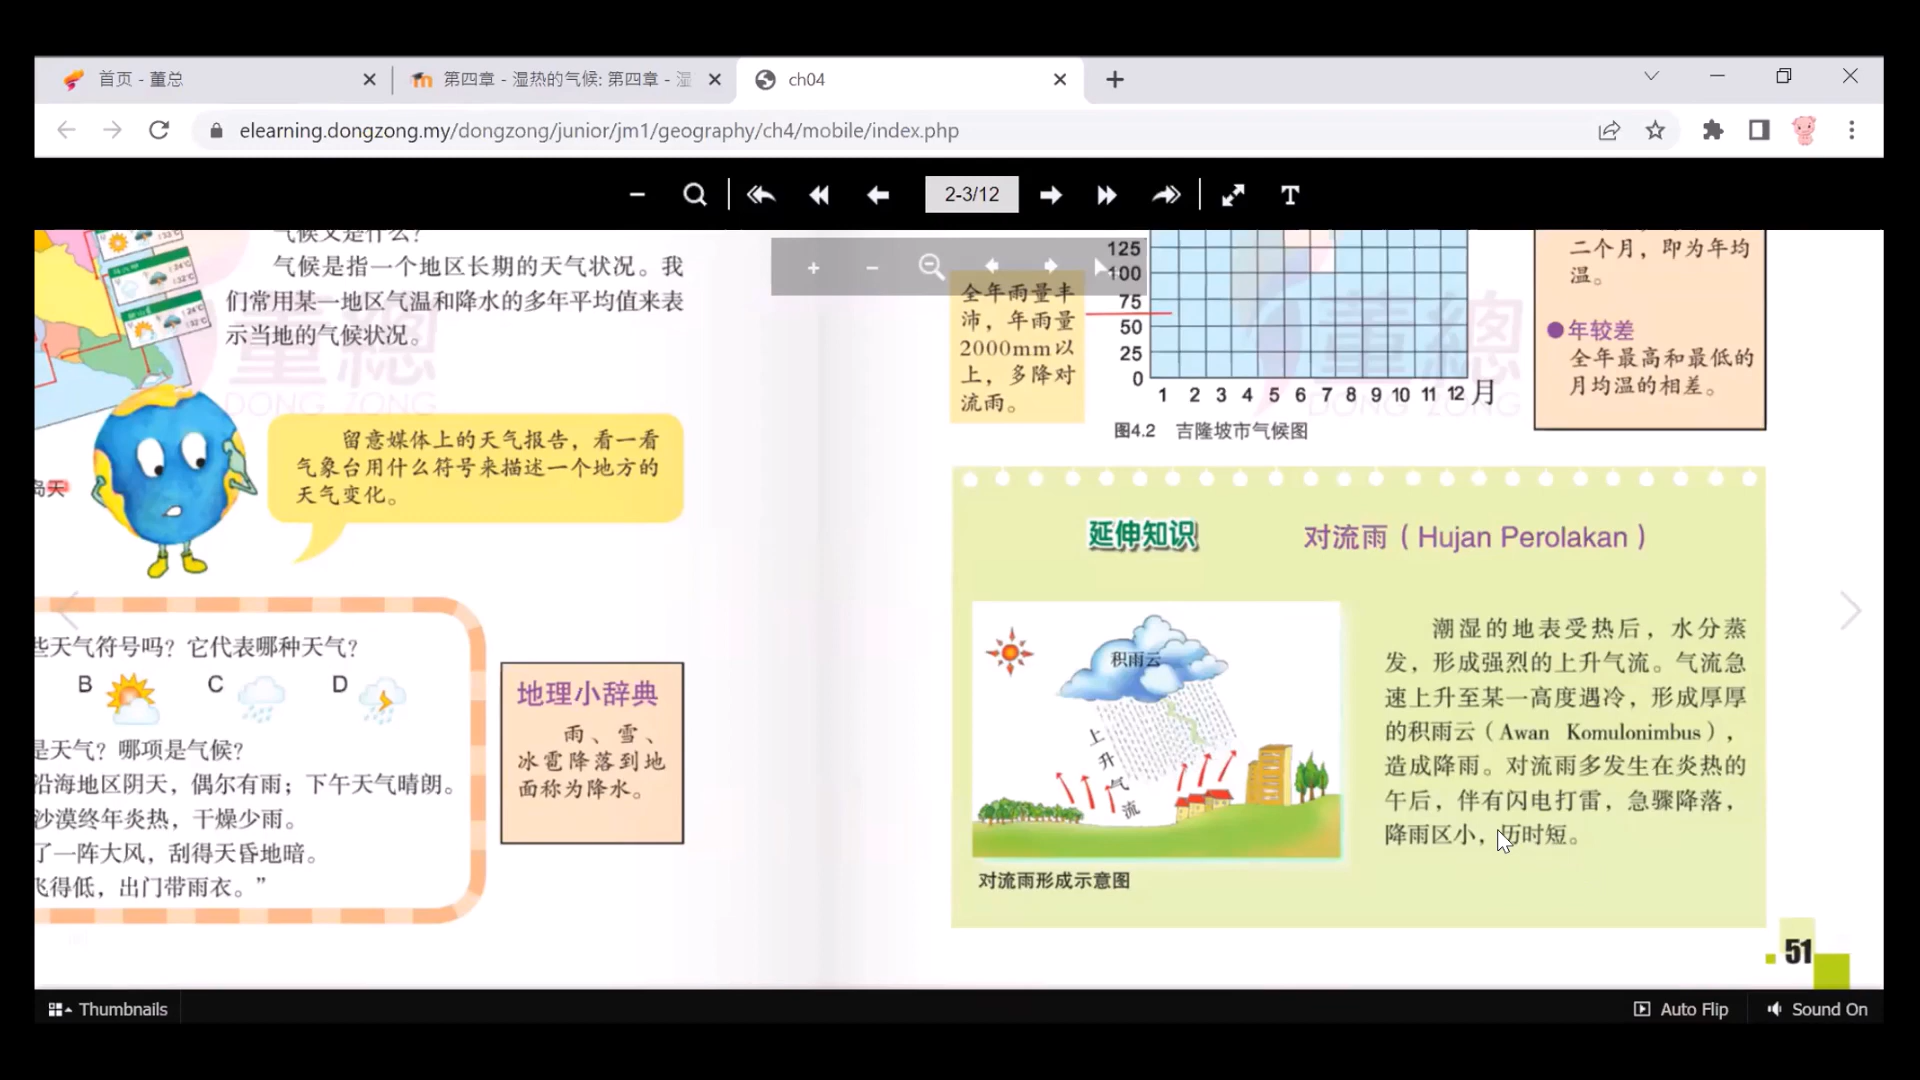 首页 - 董总
第四章 - 湿热的气候: 第四章 - 湿
ch04
elearning.dongzong.my/dongzong/junior/jm1/geography/ch4/mobile/index.php
2-3/12
气候又是什么？
气候是指一个地区长期的天气状况。我
们常用某一地区气温和降水的多年平均值来表
示当地的气候状况。
董總
DONG ZONG
留意媒体上的天气报告，看一看
气象台用什么符号来描述一个地方的
天气变化。
岛天
些天气符号吗？它代表哪种天气？
B C D
是天气？哪项是气候？
沿海地区阴天，偶尔有雨；下午天气晴朗。
沙漠终年炎热，干燥少雨。
了一阵大风，刮得天昏地暗。
飞得低，出门带雨衣。”
地理小辞典
雨、雪、
冰雹降落到地
面称为降水。
全年雨量丰
沛，年雨量
2000mm以
上，多降对
流雨。
125
100
75
50
25
0
1 2 3 4 5 6 7 8 9 10 11 12 月
图4.2 吉隆坡市气候图
董總
DONG ZONG
二个月，即为年均
温。
●年较差
全年最高和最低的
月均温的相差。
延伸知识 对流雨（Hujan Perolakan）
积雨云
上
升
气
流
对流雨形成示意图
潮湿的地表受热后，水分蒸
发，形成强烈的上升气流。气流急
速上升至某一高度遇冷，形成厚厚
的积雨云（Awan Komulonimbus），
造成降雨。对流雨多发生在炎热的
午后，伴有闪电打雷，急骤降落，
降雨区小，历时短。
51
Thumbnails
Auto Flip
Sound On